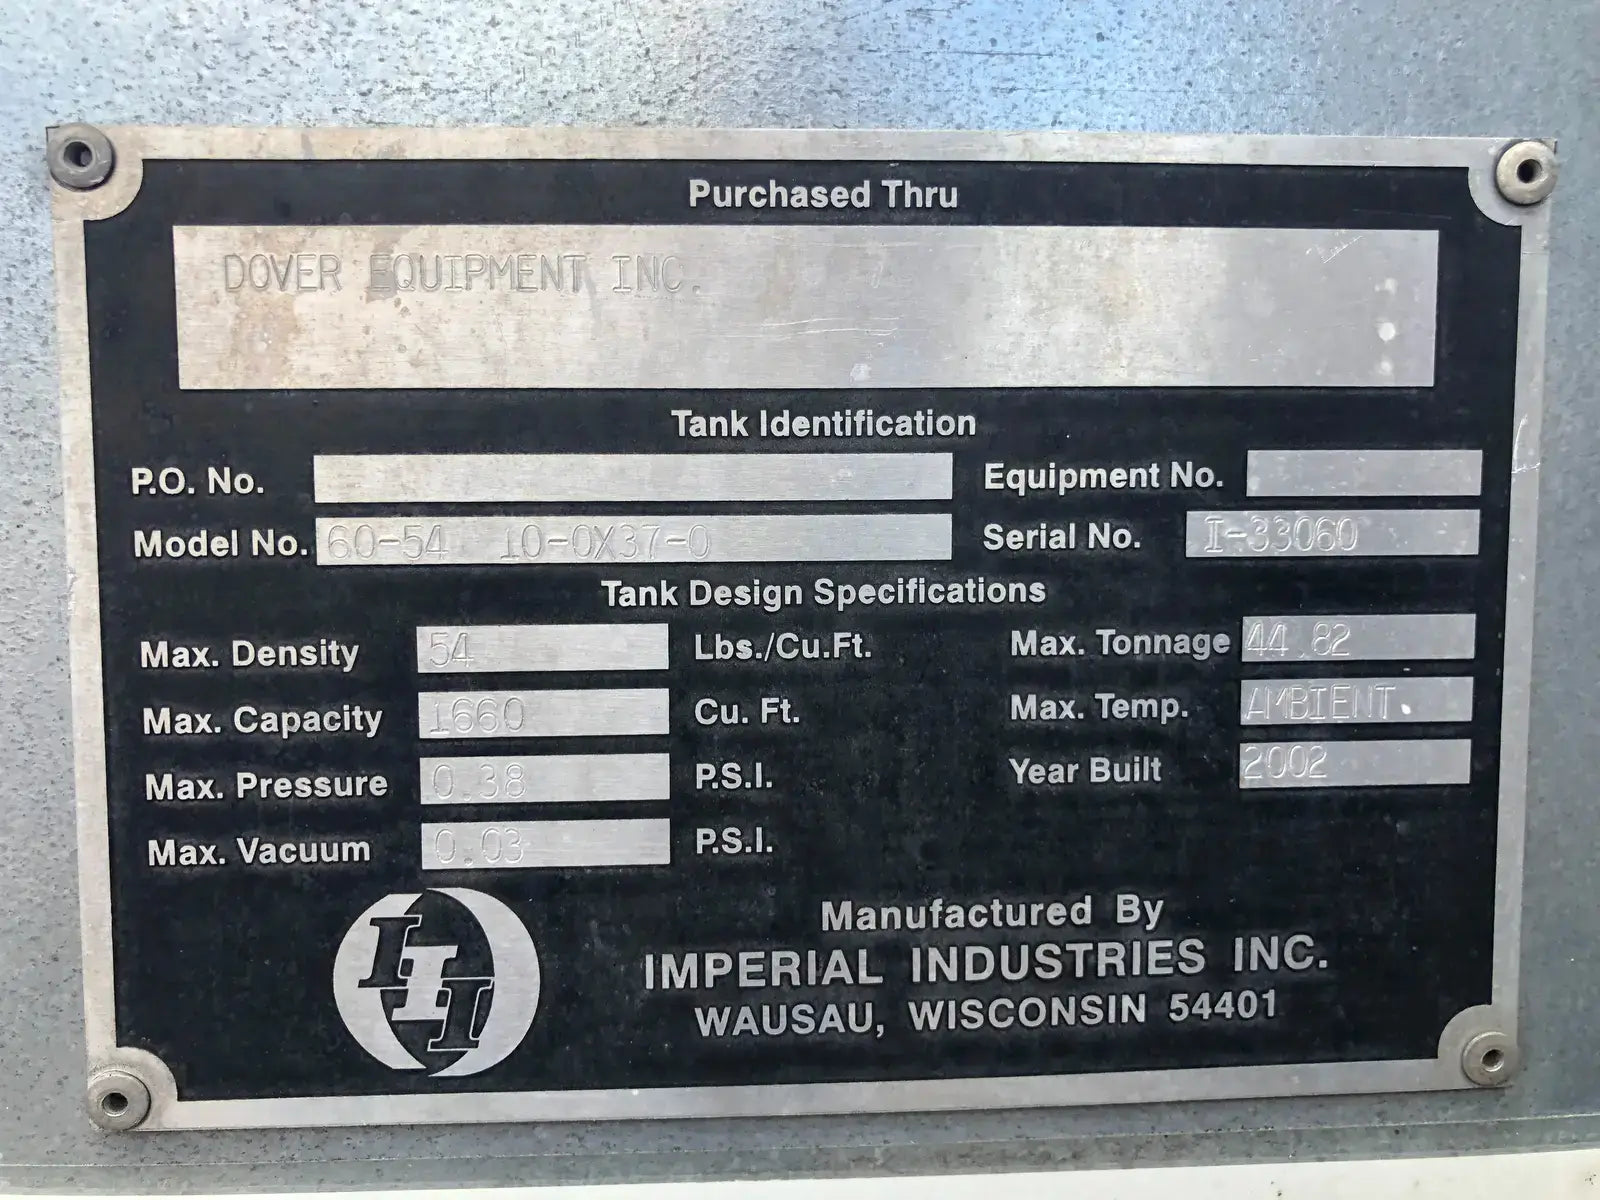 Purchased Thru
DOVER EQUIPMENT INC.
Tank Identification
P.O. No.
Equipment No.
Model No. 60-54 10-0X37-0
Serial No. I-33060
Tank Design Specifications
Max. Density 54 Lbs./Cu.Ft.
Max. Tonnage 44.82
Max. Capacity 1660 Cu. Ft.
Max. Temp. AMBIENT.
Max. Pressure 0.38 P.S.I.
Year Built 2002
Max. Vacuum 0.03 P.S.I.
III
Manufactured By
IMPERIAL INDUSTRIES INC.
WAUSAU, WISCONSIN 54401